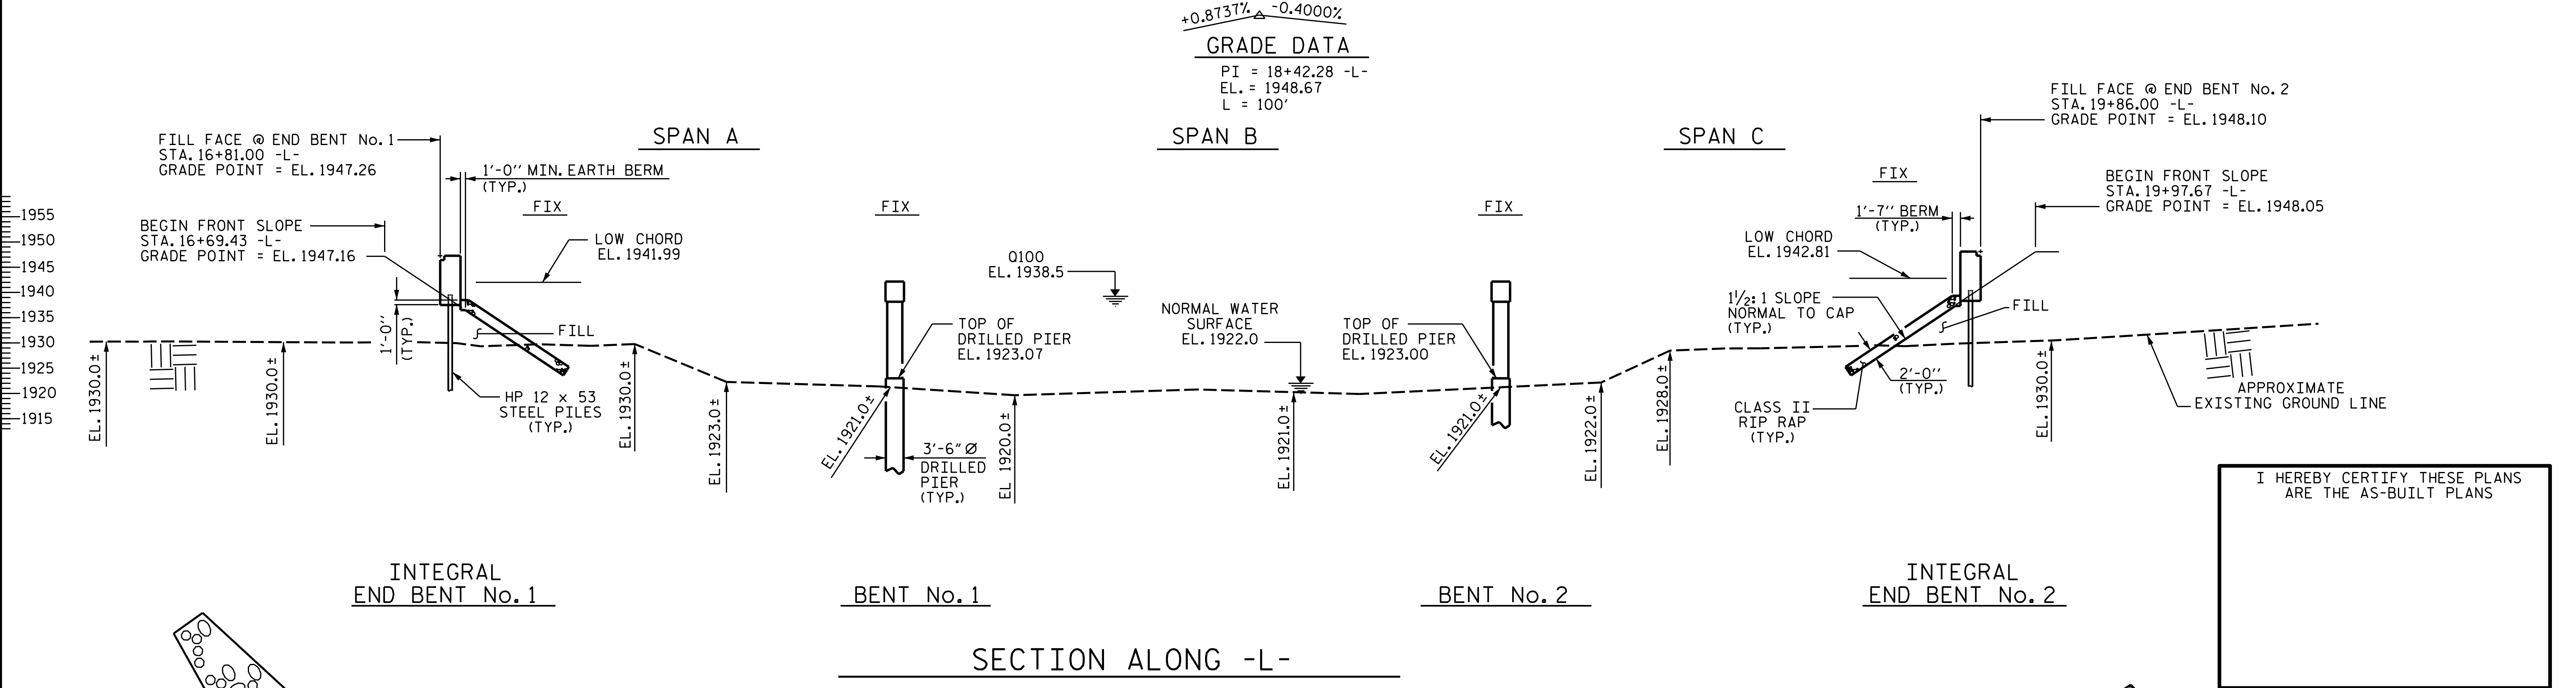 +0.8737% -0.4000%
GRADE DATA
PI = 18+42.28 -L-
EL. = 1948.67
L = 100'
SPAN A
SPAN B
SPAN C
FILL FACE @ END BENT No. 1
STA. 16+81.00 -L-
GRADE POINT = EL. 1947.26
1'-0" MIN. EARTH BERM
(TYP.)
FIX
BEGIN FRONT SLOPE
STA. 16+69.43 -L-
GRADE POINT = EL. 1947.16
LOW CHORD
EL. 1941.99
1'-0"
(TYP.)
FILL
HP 12 x 53
STEEL PILES
(TYP.)
1955
1950
1945
1940
1935
1930
1925
1920
1915
EL. 1930.0±
EL. 1930.0±
EL. 1930.0±
EL. 1923.0±
FIX
TOP OF
DRILLED PIER
EL. 1923.07
EL. 1921.0±
3'-6" Ø
DRILLED
PIER
(TYP.)
EL 1920.0±
Q100
EL. 1938.5
NORMAL WATER
SURFACE
EL. 1922.0
EL. 1921.0±
FIX
TOP OF
DRILLED PIER
EL. 1923.00
EL. 1921.0±
EL. 1922.0±
EL. 1928.0±
FILL FACE @ END BENT No. 2
STA. 19+86.00 -L-
GRADE POINT = EL. 1948.10
FIX
1'-7" BERM
(TYP.)
BEGIN FRONT SLOPE
STA. 19+97.67 -L-
GRADE POINT = EL. 1948.05
LOW CHORD
EL. 1942.81
1½:1 SLOPE
NORMAL TO CAP
(TYP.)
FILL
2'-0"
(TYP.)
CLASS II
RIP RAP
(TYP.)
EL. 1930.0±
APPROXIMATE
EXISTING GROUND LINE
I HEREBY CERTIFY THESE PLANS
ARE THE AS-BUILT PLANS
INTEGRAL
END BENT No. 1
BENT No. 1
BENT No. 2
INTEGRAL
END BENT No. 2
SECTION ALONG -L-